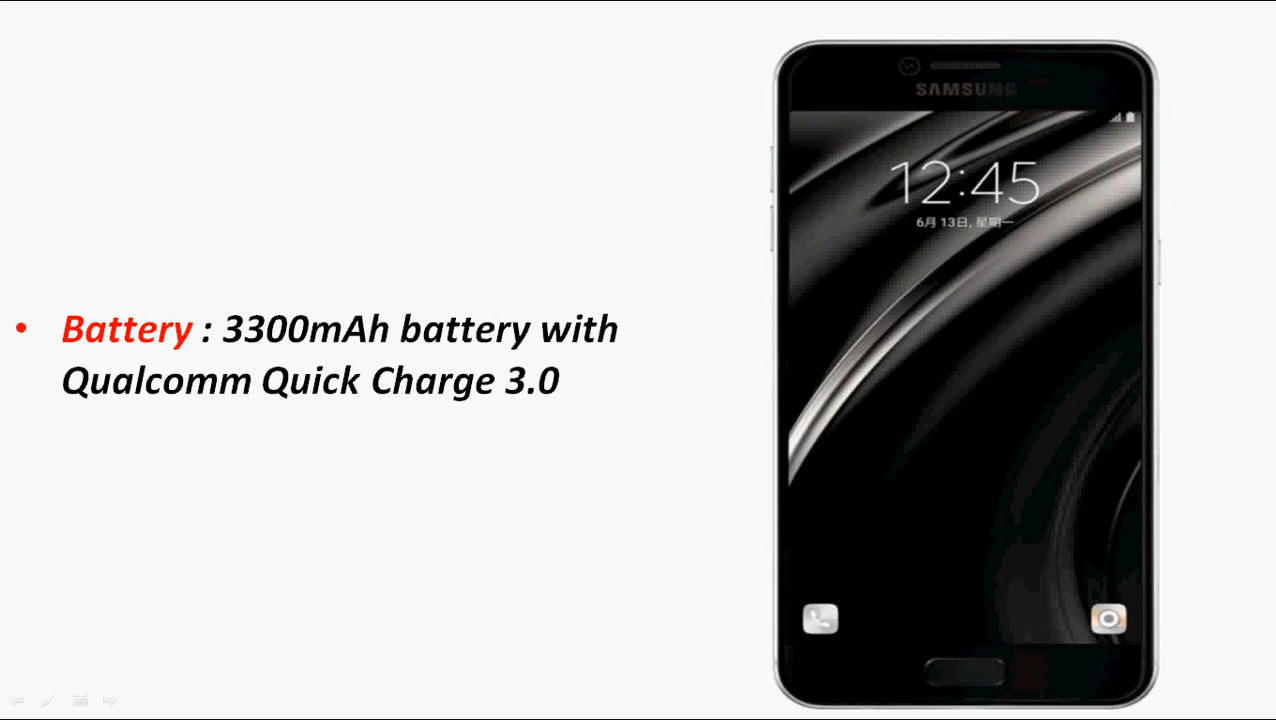 • Battery : 3300mAh battery with
Qualcomm Quick Charge 3.0
SAMSUNG
12:45
6月 13日, 星期一